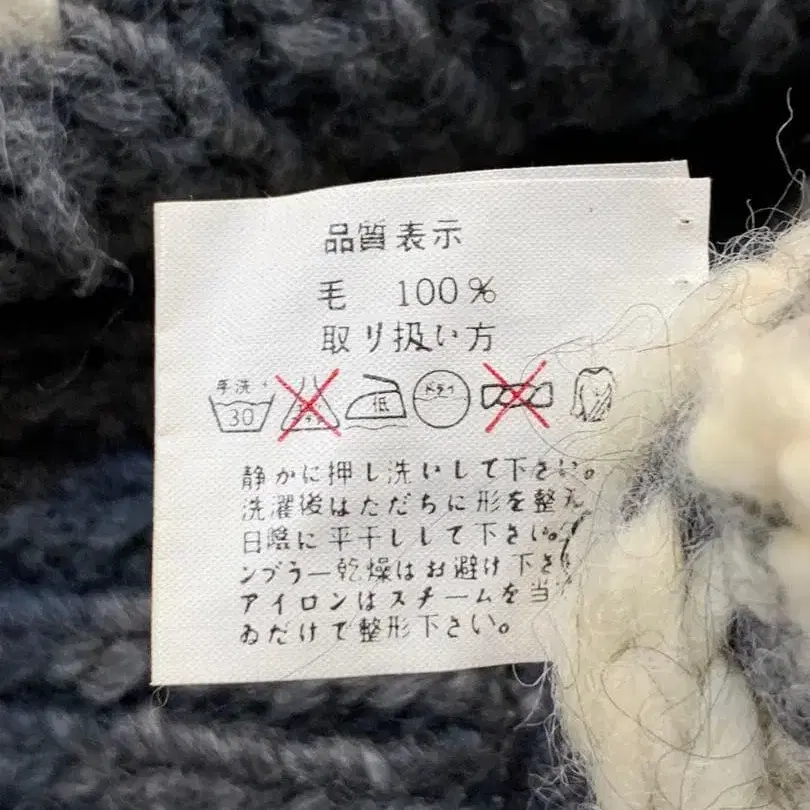 品質表示
毛 100%
取り扱い方
手洗イ 30 低 ドライ
静かに押し洗いして下さい。
洗濯後はただちに形を整え
日陰に平干しして下さい。
ンブラー乾燥はお避け下さ
アイロンはスチームを当
ゐだけで整形下さい。